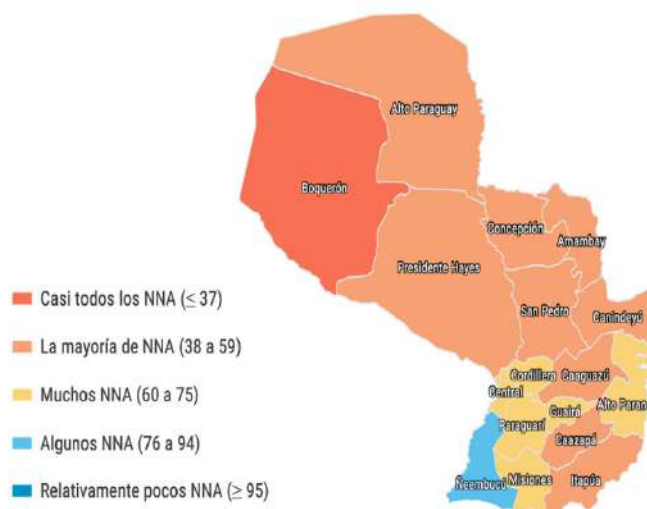 Alto Paraguay
Boquerón
Concepción
Amambay
Presidente Hayes
San Pedro
Canindeyú
Cordillera
Caaguazú
Central
Guairá
Alto Paran
Paraguarí
Caazapá
Ñeembucú
Misiones
Itapúa
Casi todos los NNA (≤ 37)
La mayoría de NNA (38 a 59)
Muchos NNA (60 a 75)
Algunos NNA (76 a 94)
Relativamente pocos NNA (≥ 95)